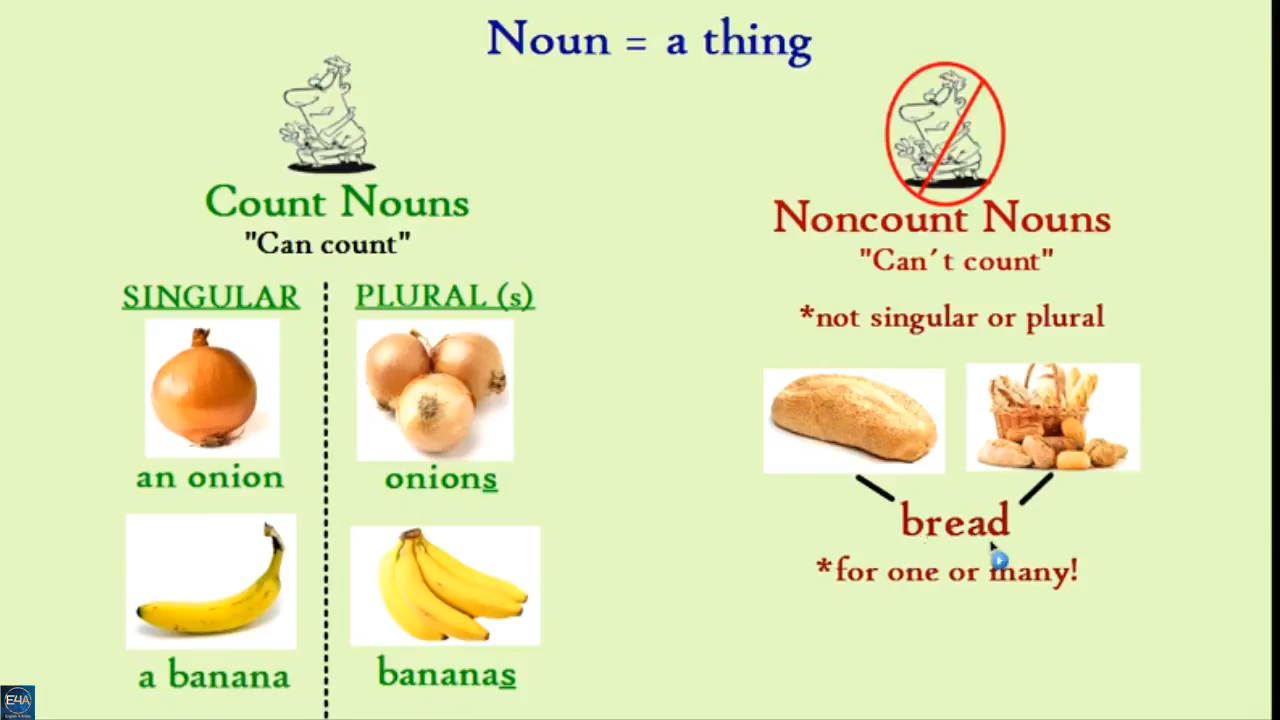 Noun = a thing
Count Nouns
"Can count"
SINGULAR
PLURAL (s)
an onion
onions
a banana
bananas
Noncount Nouns
"Can´t count"
*not singular or plural
bread
*for one or many!
E4A